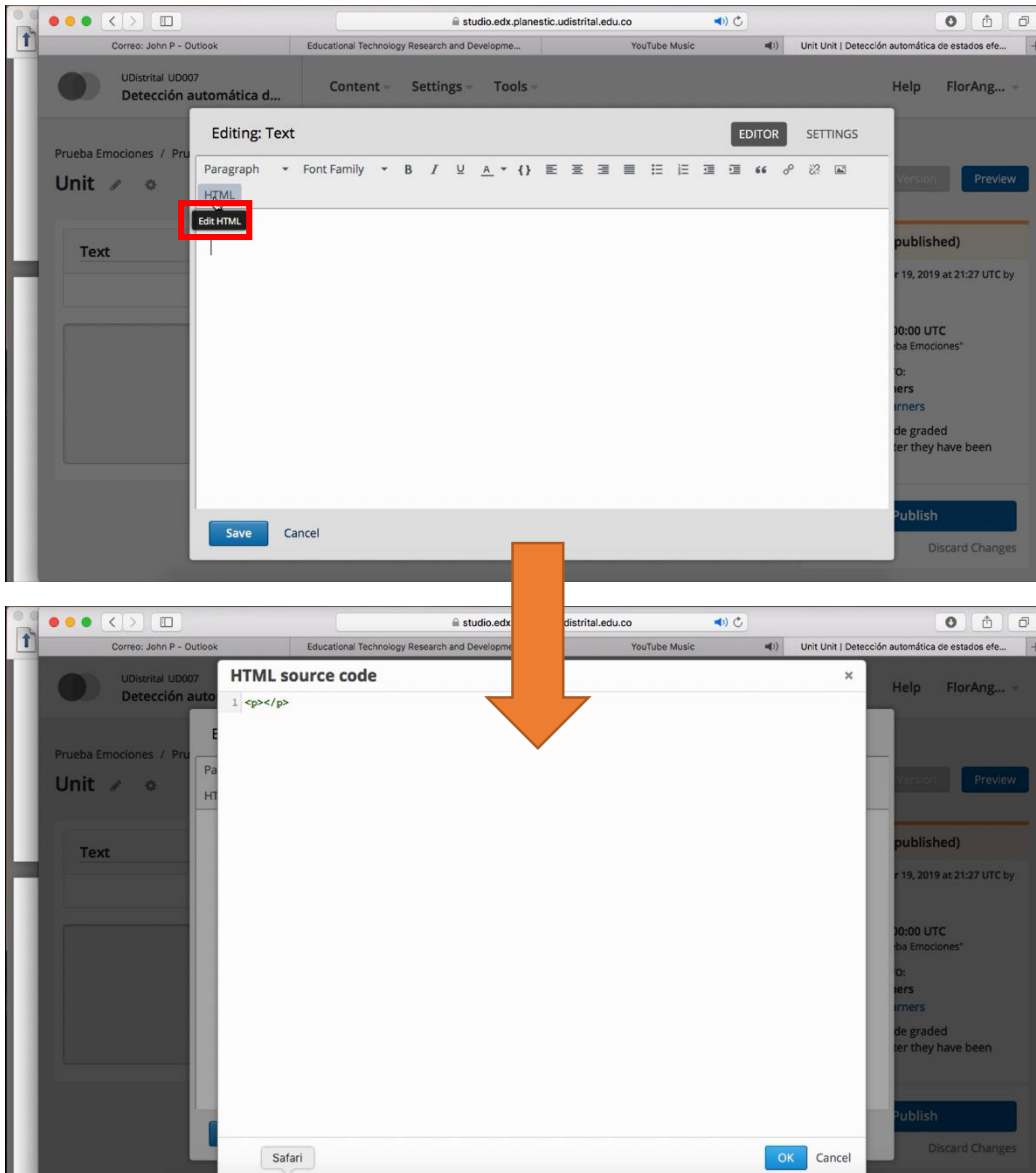 studio.edx.planestic.udistrital.edu.co
Correo: John P - Outlook
Educational Technology Research and Developme...
YouTube Music
Unit Unit | Detección automática de estados efe...
UDistrital UD007
Detección automática d...
Content
Settings
Tools
Help
FlorAng...
Editing: Text
EDITOR
SETTINGS
Prueba Emociones / Pru
Unit
Paragraph
Font Family
B I U A {}
HTML
Edit HTML
Version
Preview
Text
published)
r 19, 2019 at 21:27 UTC by
00:00 UTC
ba Emociones"
O:
ers
rners
de graded
ter they have been
Save
Cancel
Publish
Discard Changes
studio.edx
distrital.edu.co
Correo: John P - Outlook
Educational Technology Research and Developme
YouTube Music
Unit Unit | Detección automática de estados efe...
UDistrital UD007
Detección auto
HTML source code
×
Help
FlorAng...
1 <p></p>
E
Prueba Emociones / Pru
Unit
Pa
HT
Version
Preview
Text
published)
r 19, 2019 at 21:27 UTC by
00:00 UTC
ba Emociones"
O:
ers
rners
de graded
ter they have been
Publish
Discard Changes
Safari
OK
Cancel